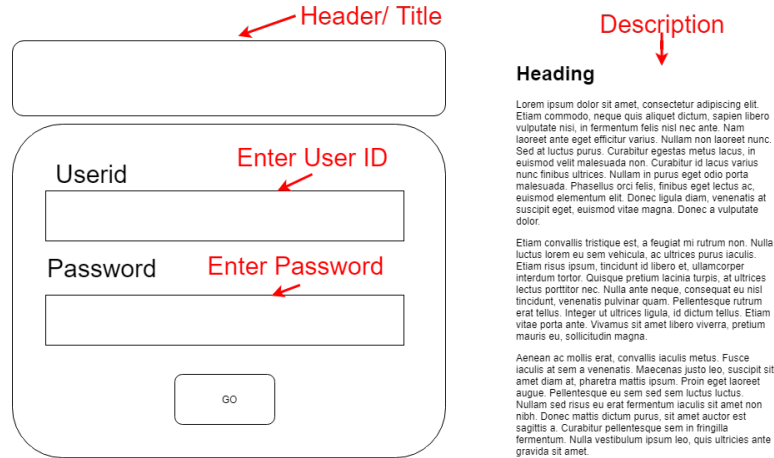 Header/ Title
Enter User ID
Userid
Enter Password
Password
GO
Description
Heading
Lorem ipsum dolor sit amet, consectetur adipiscing elit.
Etiam commodo, neque quis aliquet dictum, sapien libero
vulputate nisi, in fermentum felis nisl nec ante. Nam
laoreet ante eget efficitur varius. Nullam non laoreet nunc.
Sed at luctus purus. Curabitur egestas metus lacus, in
euismod velit malesuada non. Curabitur id lacus varius
nunc finibus ultrices. Nullam in purus eget odio porta
malesuada. Phasellus orci felis, finibus eget lectus ac,
euismod elementum elit. Donec ligula diam, venenatis at
suscipit eget, euismod vitae magna. Donec a vulputate
dolor.
Etiam convallis tristique est, a feugiat mi rutrum non. Nulla
luctus lorem eu sem vehicula, ac ultrices purus iaculis.
Etiam risus ipsum, tincidunt id libero et, ullamcorper
interdum tortor. Quisque pretium lacinia turpis, at ultrices
lectus porttitor nec. Nulla ante neque, consequat eu nisl
tincidunt, venenatis pulvinar quam. Pellentesque rutrum
erat tellus. Integer ut ultrices ligula, id dictum tellus. Etiam
vitae porta ante. Vivamus sit amet libero viverra, pretium
mauris eu, sollicitudin magna.
Aenean ac mollis erat, convallis iaculis metus. Fusce
iaculis at sem a venenatis. Maecenas justo leo, suscipit sit
amet diam at, pharetra mattis ipsum. Proin eget laoreet
augue. Pellentesque eu sem sed sem luctus luctus.
Nullam sed risus eu erat fermentum iaculis sit amet non
nibh. Donec mattis dictum purus, sit amet auctor est
sagittis a. Curabitur pellentesque sem in fringilla
fermentum. Nulla vestibulum ipsum leo, quis ultricies ante
gravida sit amet.